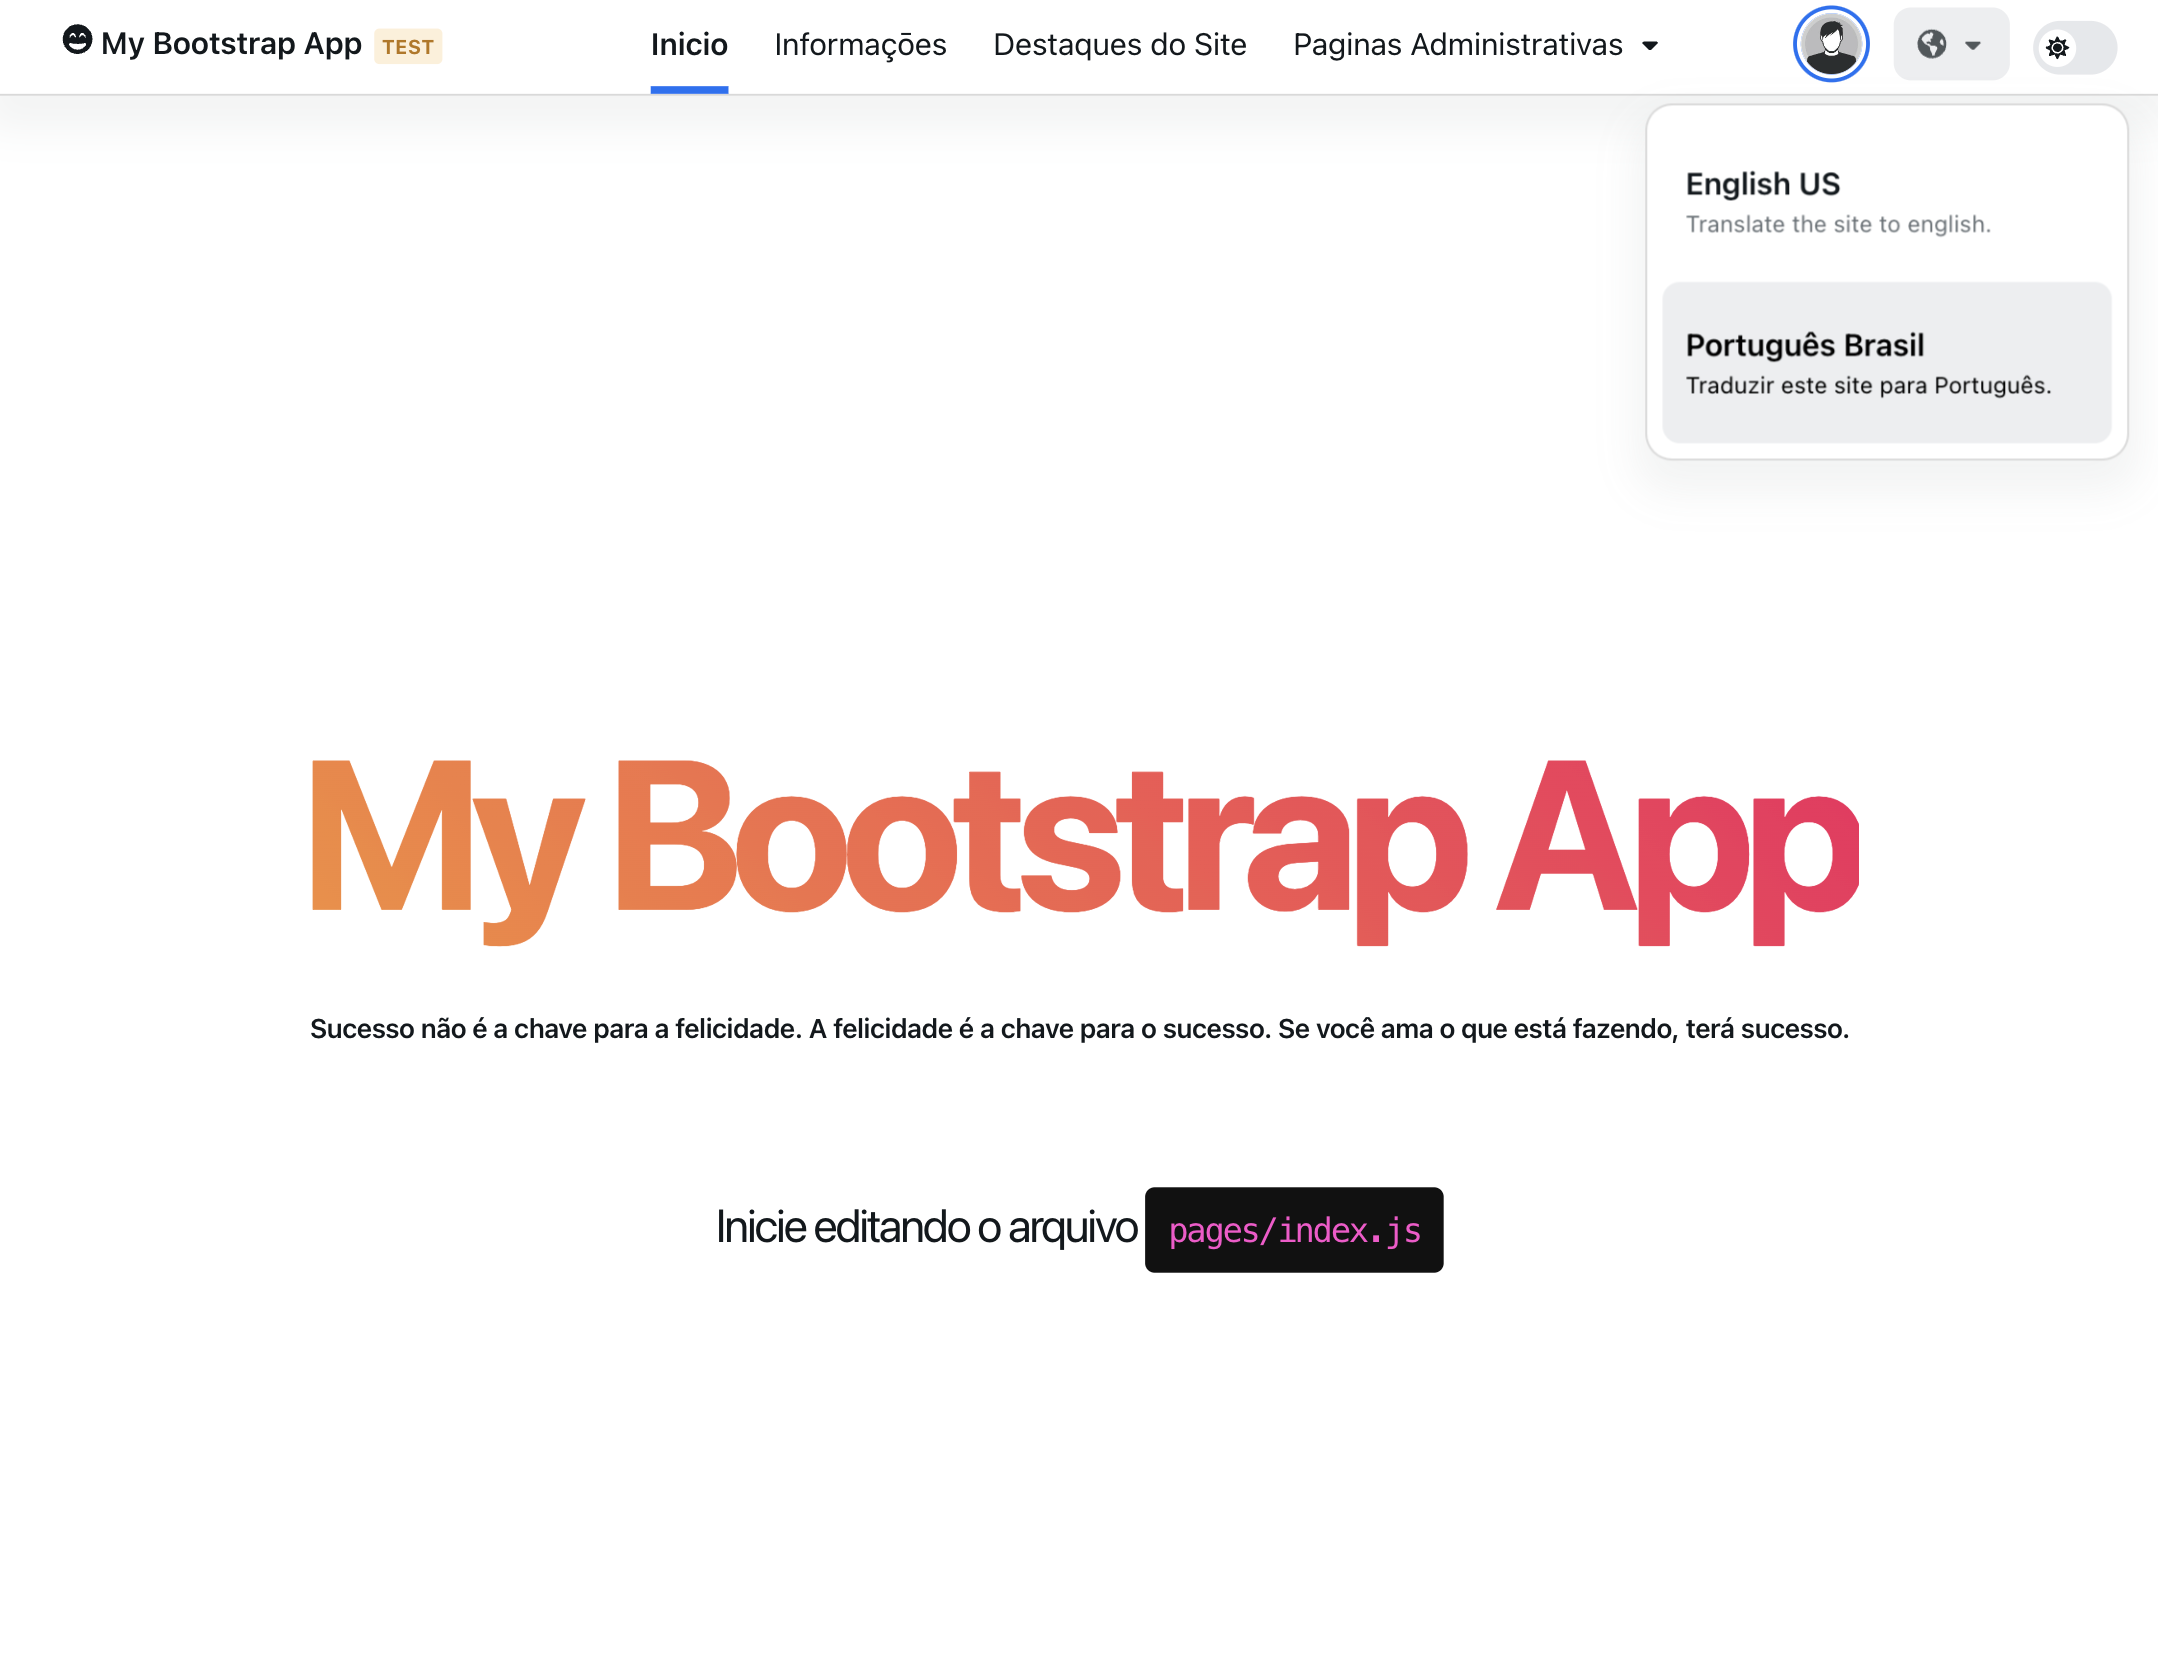 My Bootstrap App TEST
Inicio Informações Destaques do Site Paginas Administrativas
English US
Translate the site to english.
Português Brasil
Traduzir este site para Português.
My Bootstrap App
Sucesso não é a chave para a felicidade. A felicidade é a chave para o sucesso. Se você ama o que está fazendo, terá sucesso.
Inicie editando o arquivo pages/index.js